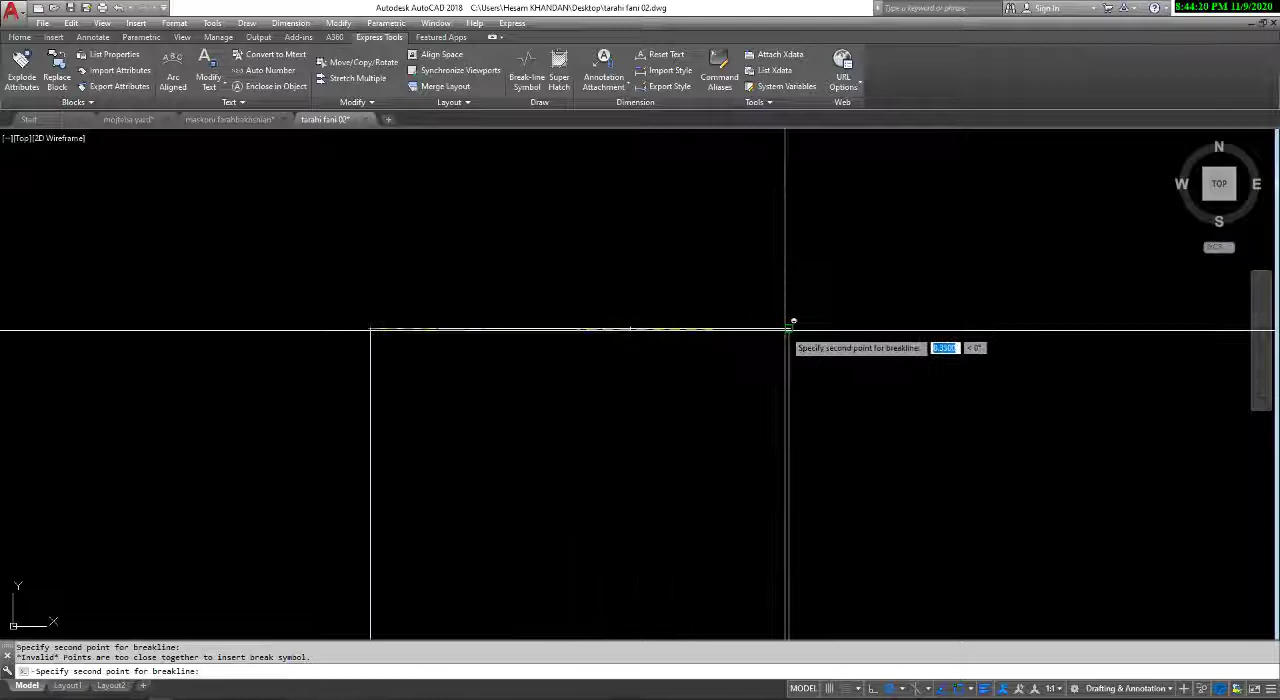 Autodesk AutoCAD 2018 C:\Users\Hesam KHANDAN\Desktop\tarahi fani 02.dwg
Type a keyword or phrase
Sign In
8:44:20 PM 11/9/2020
File Edit View Insert Format Tools Draw Dimension Modify Parametric Window Help Express
Home Insert Annotate Parametric View Manage Output Add-ins A360 Express Tools Featured Apps
Explode Attributes
Replace Block
List Properties
Import Attributes
Export Attributes
Arc Aligned
Modify Text
Convert to Mtext
Auto Number
Enclose in Object
Move/Copy/Rotate
Stretch Multiple
Align Space
Synchronize Viewports
Merge Layout
Break-line Symbol
Super Hatch
Annotation Attachment
Reset Text
Import Style
Export Style
Command Aliases
Attach Xdata
List Xdata
System Variables
URL Options
Blocks Text Modify Layout Draw Dimension Tools Web
Start mojteba yazd* maskoni farahbakhshian* tarahi fani 02*
[−][Top][2D Wireframe]
N
W TOP E
S
Specify second point for breakline: < 0°
Y
X
Specify second point for breakline:
*Invalid* Points are too close together to insert break symbol.
Specify second point for breakline:
Model Layout1 Layout2 +
MODEL 1:1 Drafting & Annotation